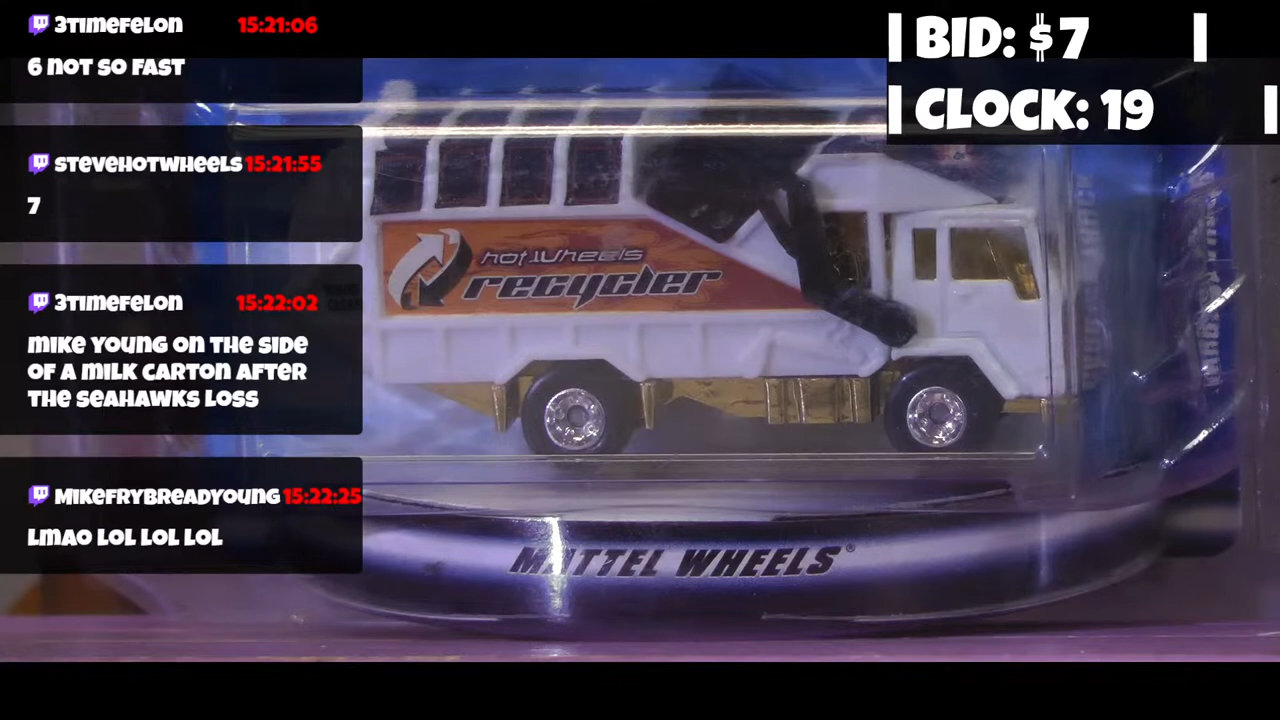 3TIMEFELON 15:21:06
6 NOT SO FAST
STEVEHOTWHEELS 15:21:55
7
3TIMEFELON 15:22:02
MIKE YOUNG ON THE SIDE
OF A MILK CARTON AFTER
THE SEAHAWKS LOSS
MIKEFRYBREADYOUNG 15:22:25
LMAO LOL LOL LOL
| BID: $7 |
| CLOCK: 19 |
hot wheels
recycler
MATTEL WHEELS®